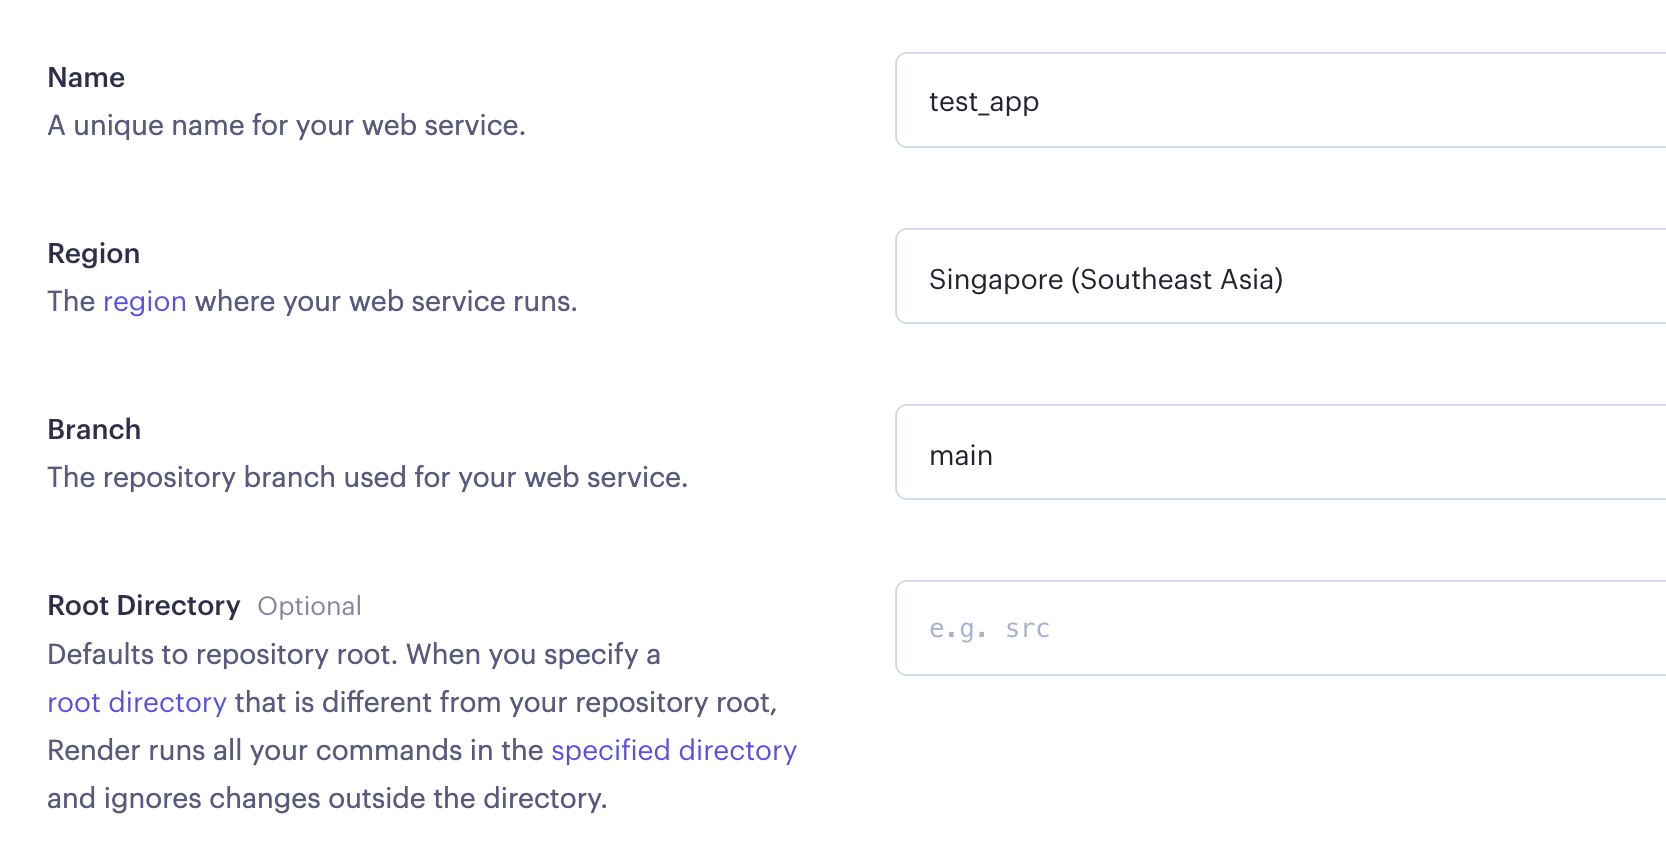 Name
A unique name for your web service.
test_app
Region
The region where your web service runs.
Singapore (Southeast Asia)
Branch
The repository branch used for your web service.
main
Root Directory Optional
Defaults to repository root. When you specify a
root directory that is different from your repository root,
Render runs all your commands in the specified directory
and ignores changes outside the directory.
e.g. src